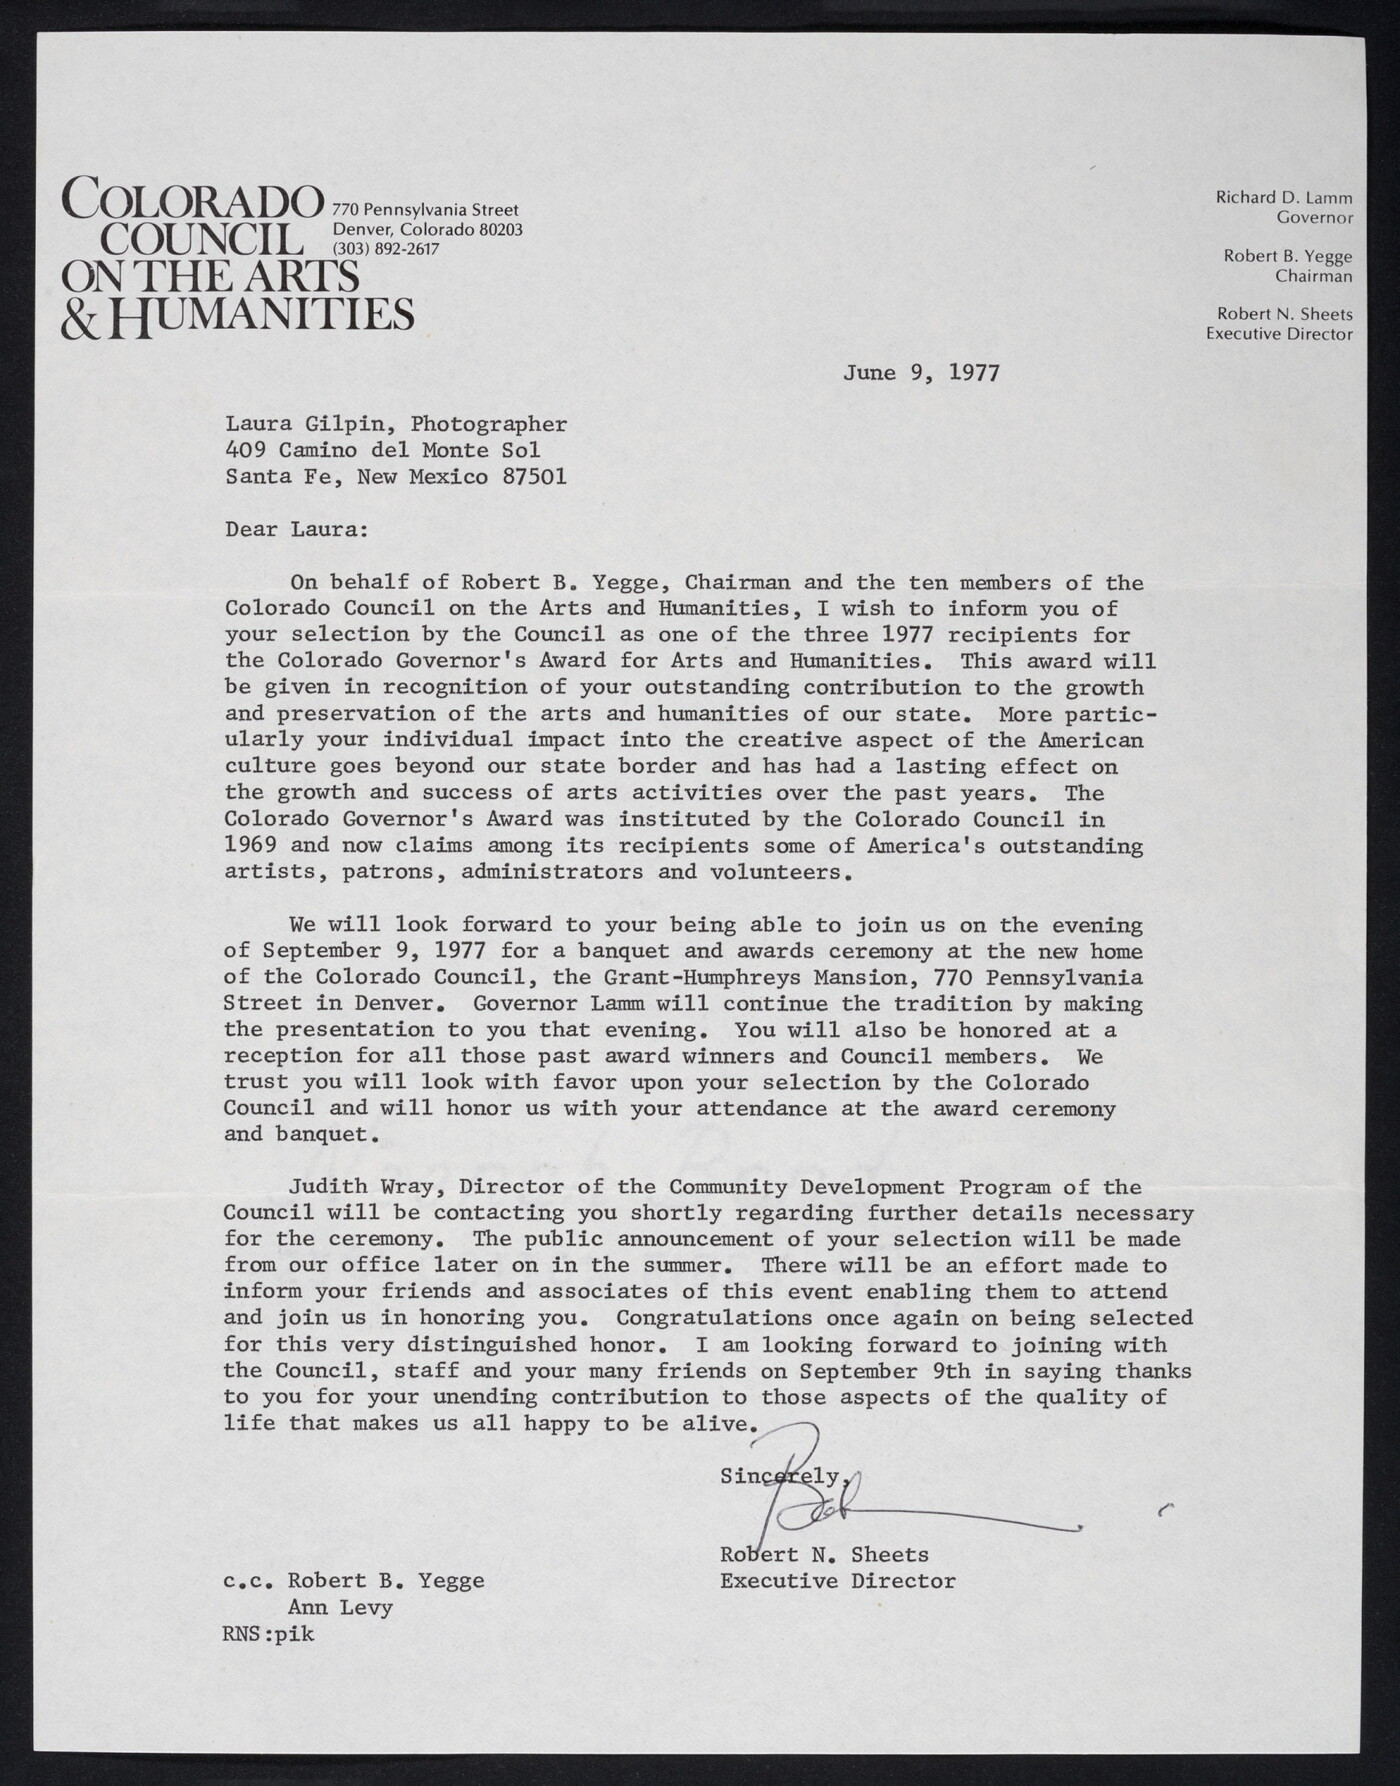 COLORADO
COUNCIL
ON THE ARTS
& HUMANITIES
770 Pennsylvania Street
Denver, Colorado 80203
(303) 892-2617
Richard D. Lamm
Governor
Robert B. Yegge
Chairman
Robert N. Sheets
Executive Director
June 9, 1977
Laura Gilpin, Photographer
409 Camino del Monte Sol
Santa Fe, New Mexico 87501
Dear Laura:
On behalf of Robert B. Yegge, Chairman and the ten members of the
Colorado Council on the Arts and Humanities, I wish to inform you of
your selection by the Council as one of the three 1977 recipients for
the Colorado Governor's Award for Arts and Humanities. This award will
be given in recognition of your outstanding contribution to the growth
and preservation of the arts and humanities of our state. More partic-
ularly your individual impact into the creative aspect of the American
culture goes beyond our state border and has had a lasting effect on
the growth and success of arts activities over the past years. The
Colorado Governor's Award was instituted by the Colorado Council in
1969 and now claims among its recipients some of America's outstanding
artists, patrons, administrators and volunteers.
We will look forward to your being able to join us on the evening
of September 9, 1977 for a banquet and awards ceremony at the new home
of the Colorado Council, the Grant-Humphreys Mansion, 770 Pennsylvania
Street in Denver. Governor Lamm will continue the tradition by making
the presentation to you that evening. You will also be honored at a
reception for all those past award winners and Council members. We
trust you will look with favor upon your selection by the Colorado
Council and will honor us with your attendance at the award ceremony
and banquet.
Judith Wray, Director of the Community Development Program of the
Council will be contacting you shortly regarding further details necessary
for the ceremony. The public announcement of your selection will be made
from our office later on in the summer. There will be an effort made to
inform your friends and associates of this event enabling them to attend
and join us in honoring you. Congratulations once again on being selected
for this very distinguished honor. I am looking forward to joining with
the Council, staff and your many friends on September 9th in saying thanks
to you for your unending contribution to those aspects of the quality of
life that makes us all happy to be alive.
Sincerely,
Bob
Robert N. Sheets
Executive Director
c.c. Robert B. Yegge
Ann Levy
RNS:pik